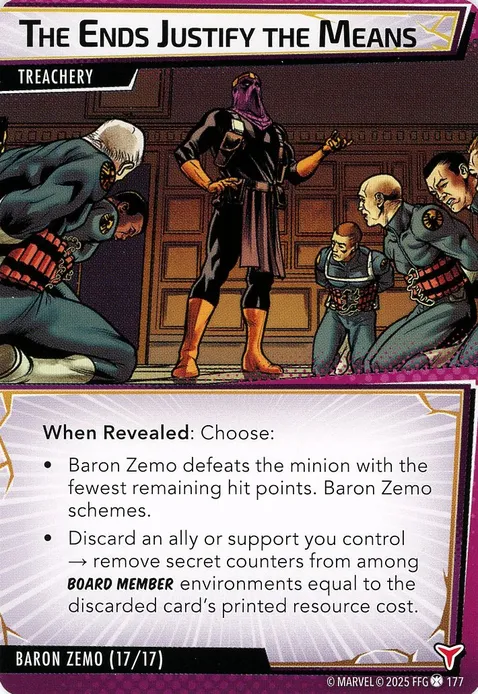 THE ENDS JUSTIFY THE MEANS
TREACHERY
When Revealed: Choose:
• Baron Zemo defeats the minion with the
fewest remaining hit points. Baron Zemo
schemes.
• Discard an ally or support you control
→ remove secret counters from among
BOARD MEMBER environments equal to the
discarded card's printed resource cost.
BARON ZEMO (17/17)
© MARVEL © 2025 FFG 177